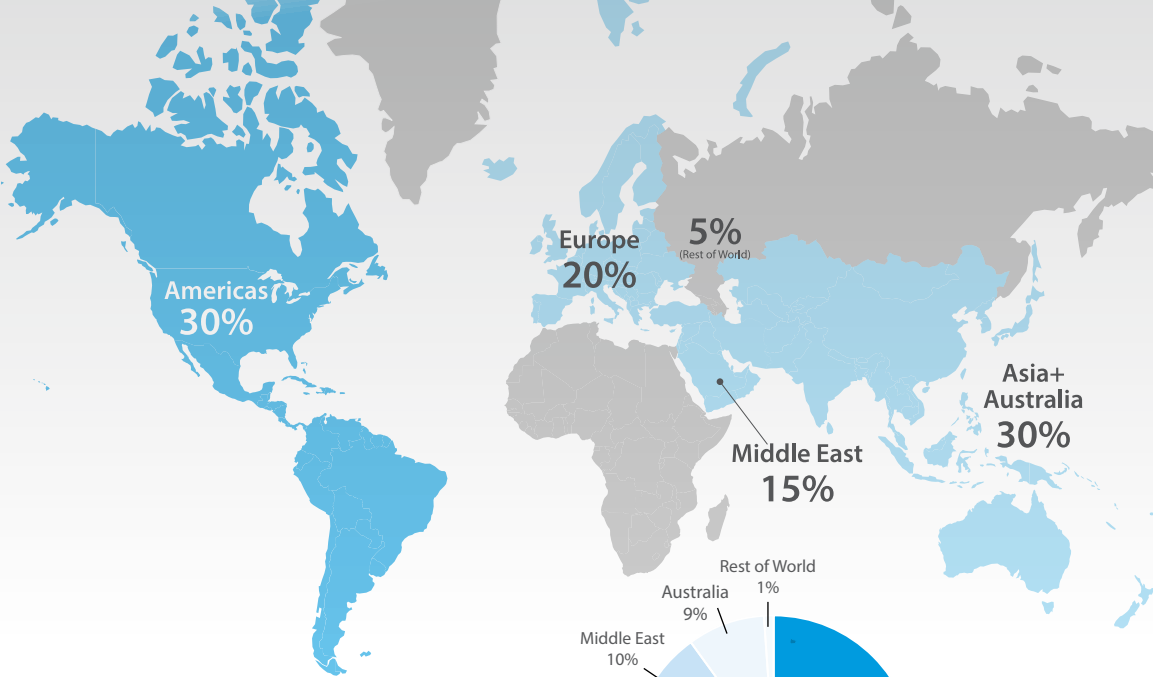 Europe
20%
5%
(Rest of World)
Americas
30%
Asia+
Australia
30%
Middle East
15%
Rest of World
1%
Australia
9%
Middle East
10%